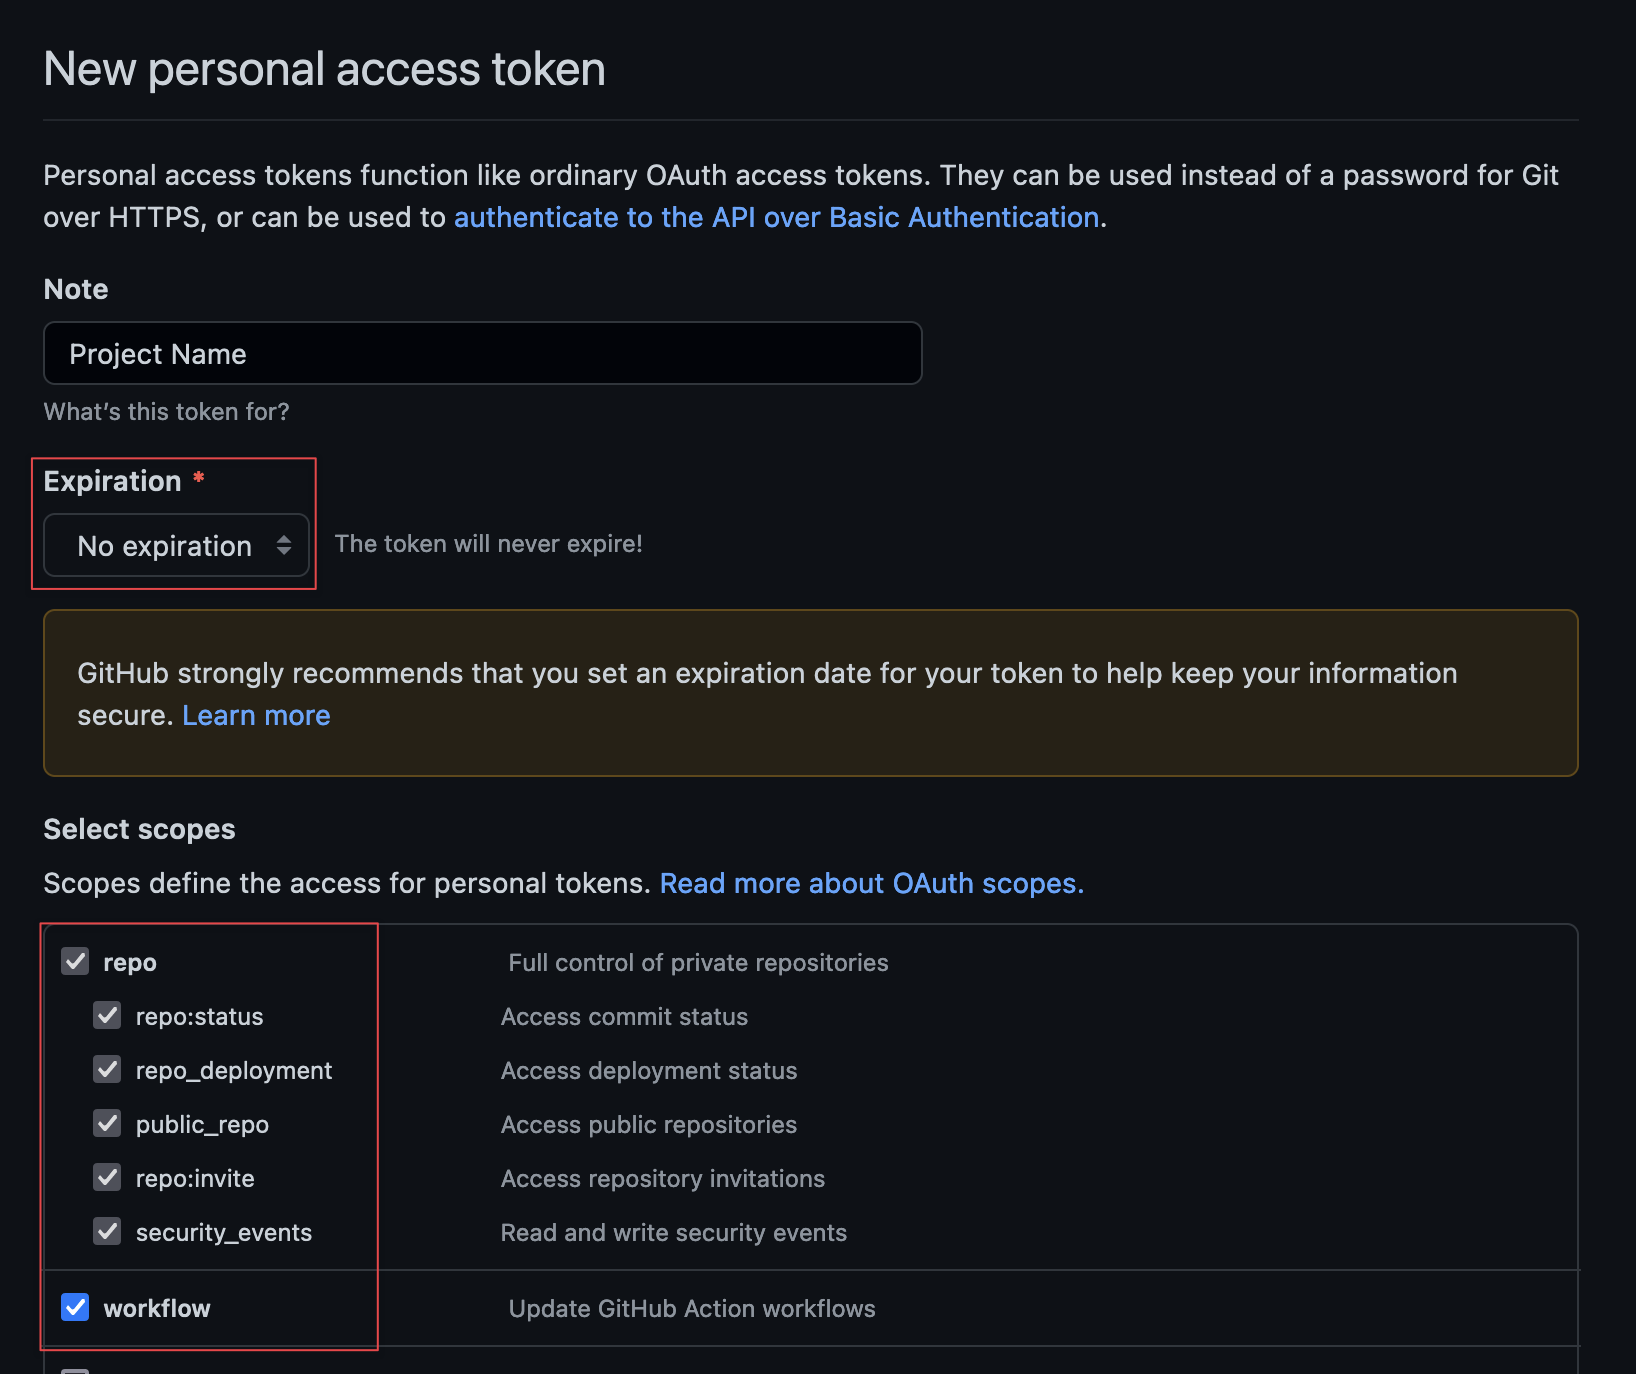 New personal access token
Personal access tokens function like ordinary OAuth access tokens. They can be used instead of a password for Git
over HTTPS, or can be used to authenticate to the API over Basic Authentication.
Note
Project Name
What's this token for?
Expiration *
No expiration
The token will never expire!
GitHub strongly recommends that you set an expiration date for your token to help keep your information
secure. Learn more
Select scopes
Scopes define the access for personal tokens. Read more about OAuth scopes.
repo Full control of private repositories
repo:status Access commit status
repo_deployment Access deployment status
public_repo Access public repositories
repo:invite Access repository invitations
security_events Read and write security events
workflow Update GitHub Action workflows